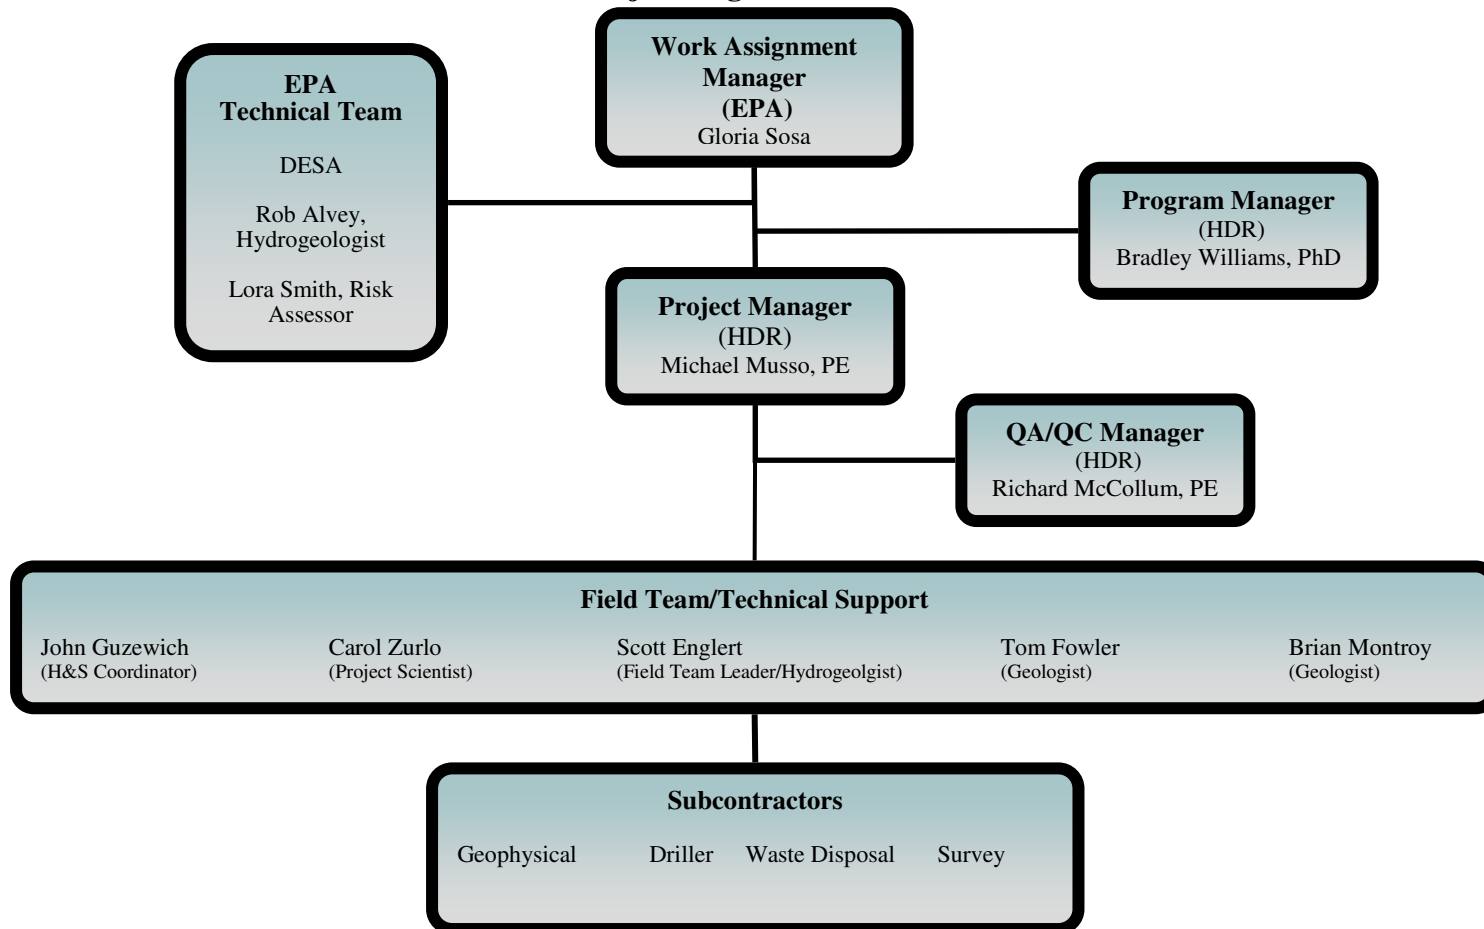 Work Assignment
Manager
(EPA)
Gloria Sosa
EPA
Technical Team
DESA
Rob Alvey,
Hydrogeologist
Lora Smith, Risk
Assessor
Program Manager
(HDR)
Bradley Williams, PhD
Project Manager
(HDR)
Michael Musso, PE
QA/QC Manager
(HDR)
Richard McCollum, PE
Field Team/Technical Support
John Guzewich
(H&S Coordinator)
Carol Zurlo
(Project Scientist)
Scott Englert
(Field Team Leader/Hydrogeolgist)
Tom Fowler
(Geologist)
Brian Montroy
(Geologist)
Subcontractors
Geophysical Driller Waste Disposal Survey